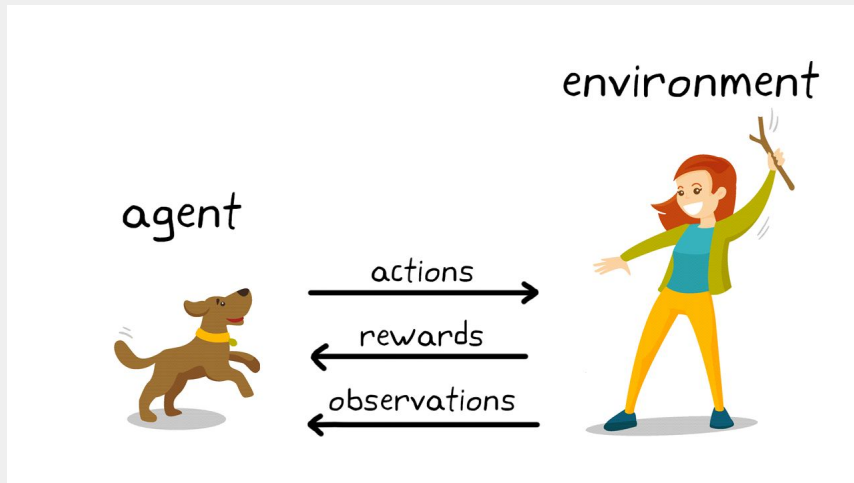 environment
agent
actions
rewards
observations